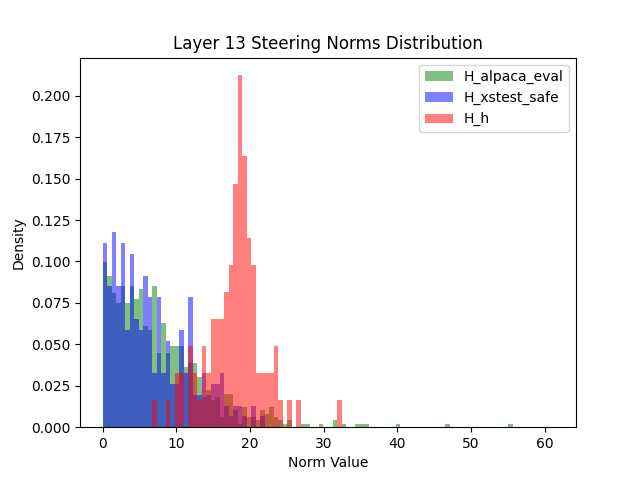 Layer 13 Steering Norms Distribution
H_alpaca_eval
H_xstest_safe
H_h
0.200
0.175
0.150
0.125
0.100
0.075
0.050
0.025
0.000
Density
0 10 20 30 40 50 60
Norm Value